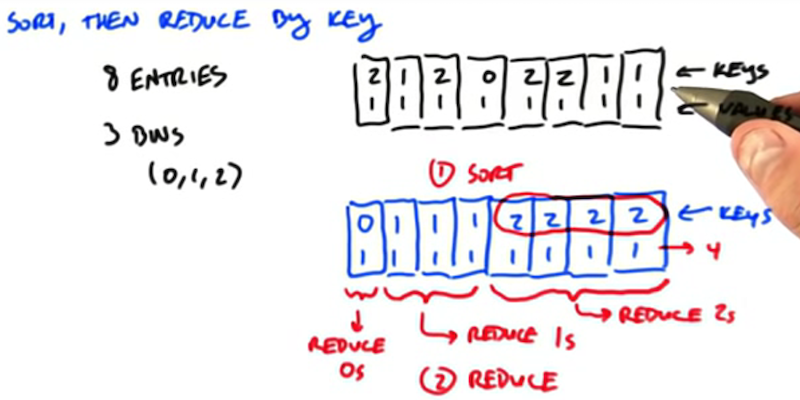 SORT, THEN REDUCE BY KEY
8 ENTRIES
3 BINS
(0,1,2)
2 1 2 0 2 2 1 1 ← KEYS
1 1 1 1 1 1 1 1 ← VALUES
① SORT
0 1 1 1 2 2 2 2 ← KEYS
1 1 1 1 1 1 1 1 → 4
REDUCE 0s
REDUCE 1s
REDUCE 2s
② REDUCE